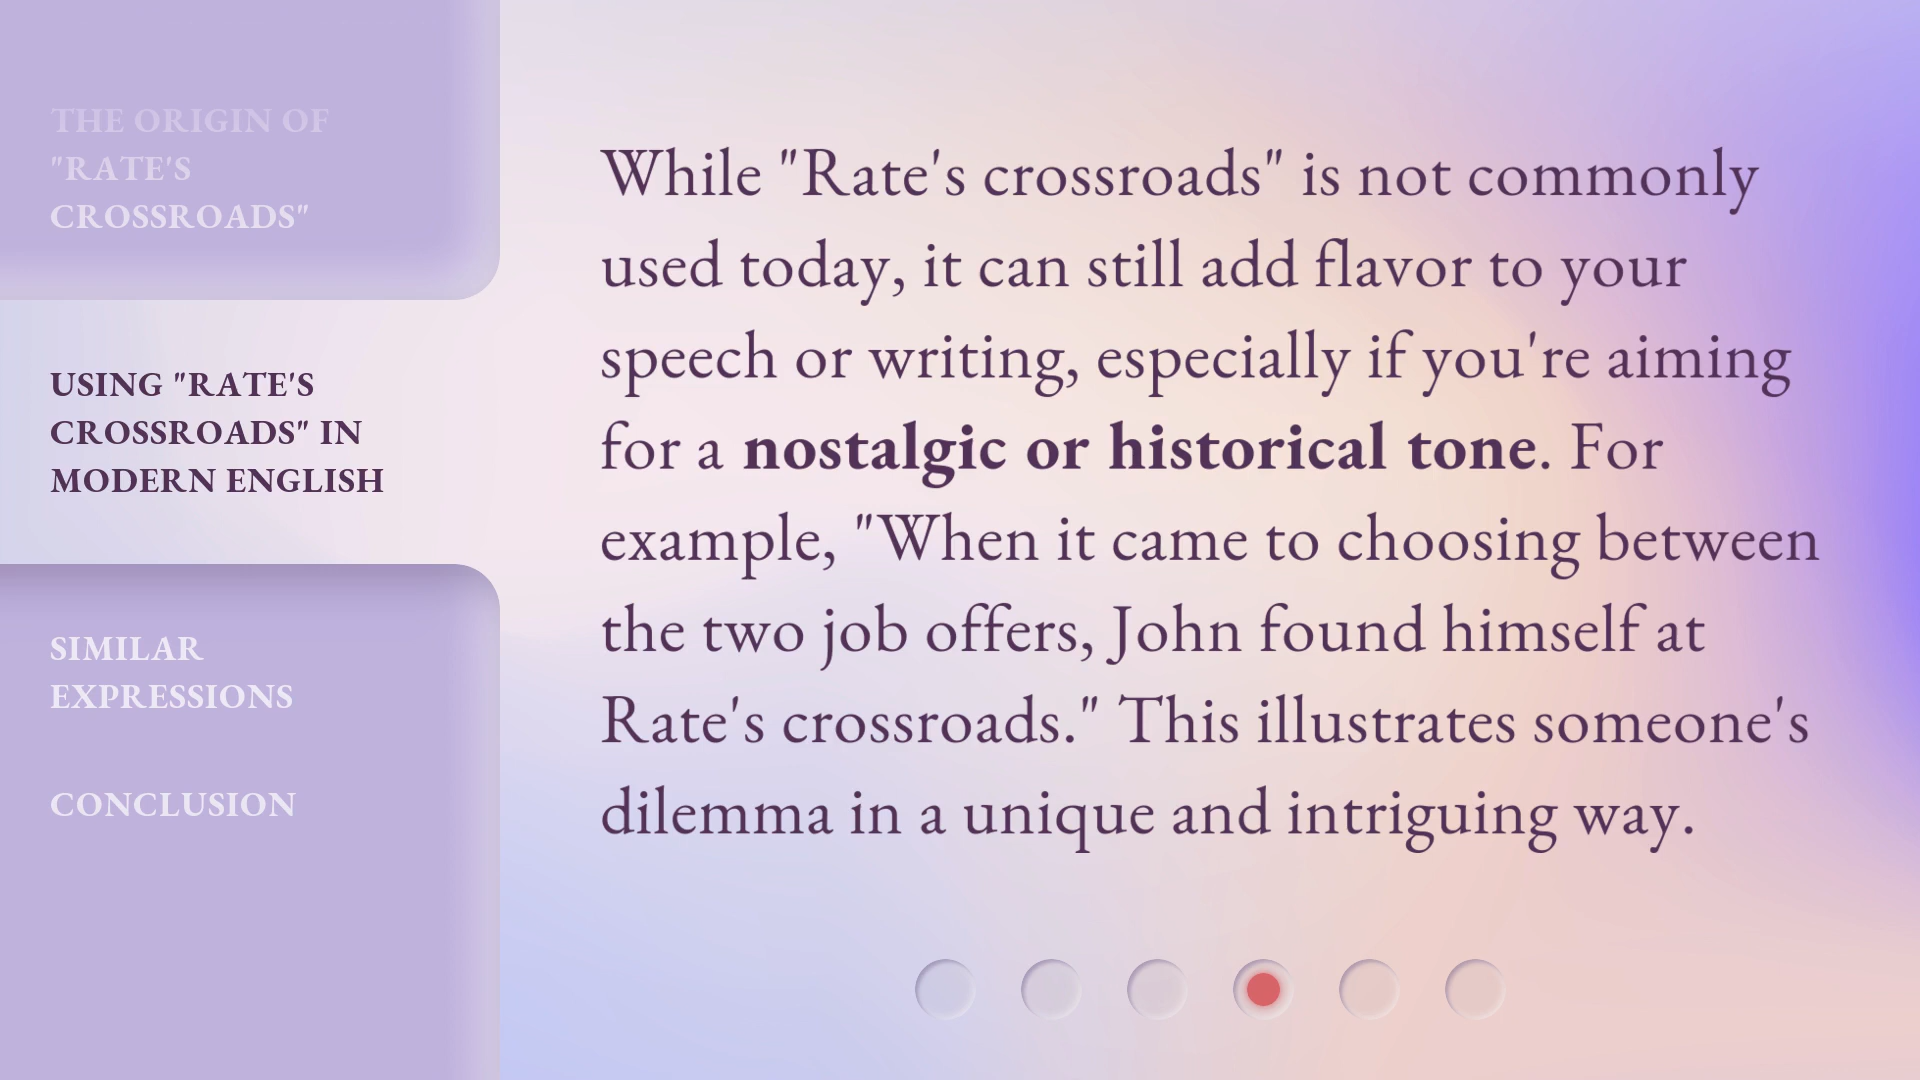 THE ORIGIN OF
"RATE'S
CROSSROADS"
USING "RATE'S
CROSSROADS" IN
MODERN ENGLISH
SIMILAR
EXPRESSIONS
CONCLUSION
While "Rate's crossroads" is not commonly
used today, it can still add flavor to your
speech or writing, especially if you're aiming
for a nostalgic or historical tone. For
example, "When it came to choosing between
the two job offers, John found himself at
Rate's crossroads." This illustrates someone's
dilemma in a unique and intriguing way.